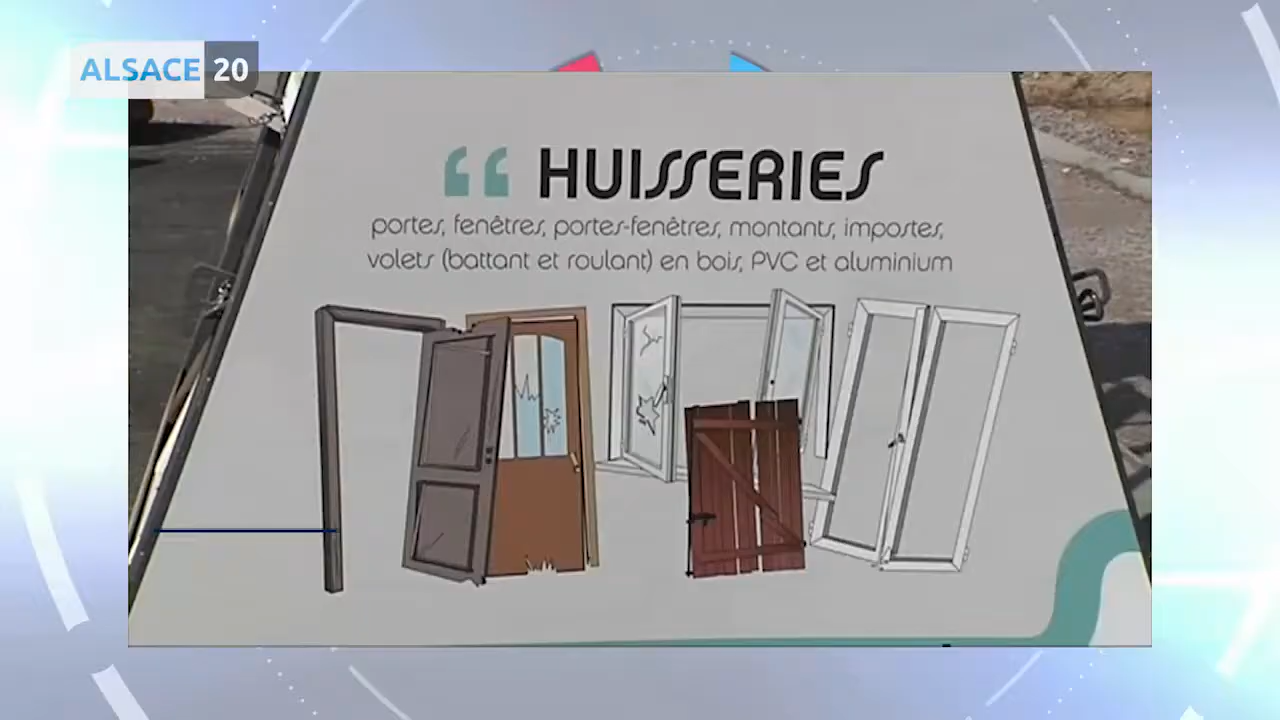 ALSACE 20
“ HUISSERIES
portes, fenêtres, portes-fenêtres, montants, impostes,
volets (battant et roulant) en bois, PVC et aluminium